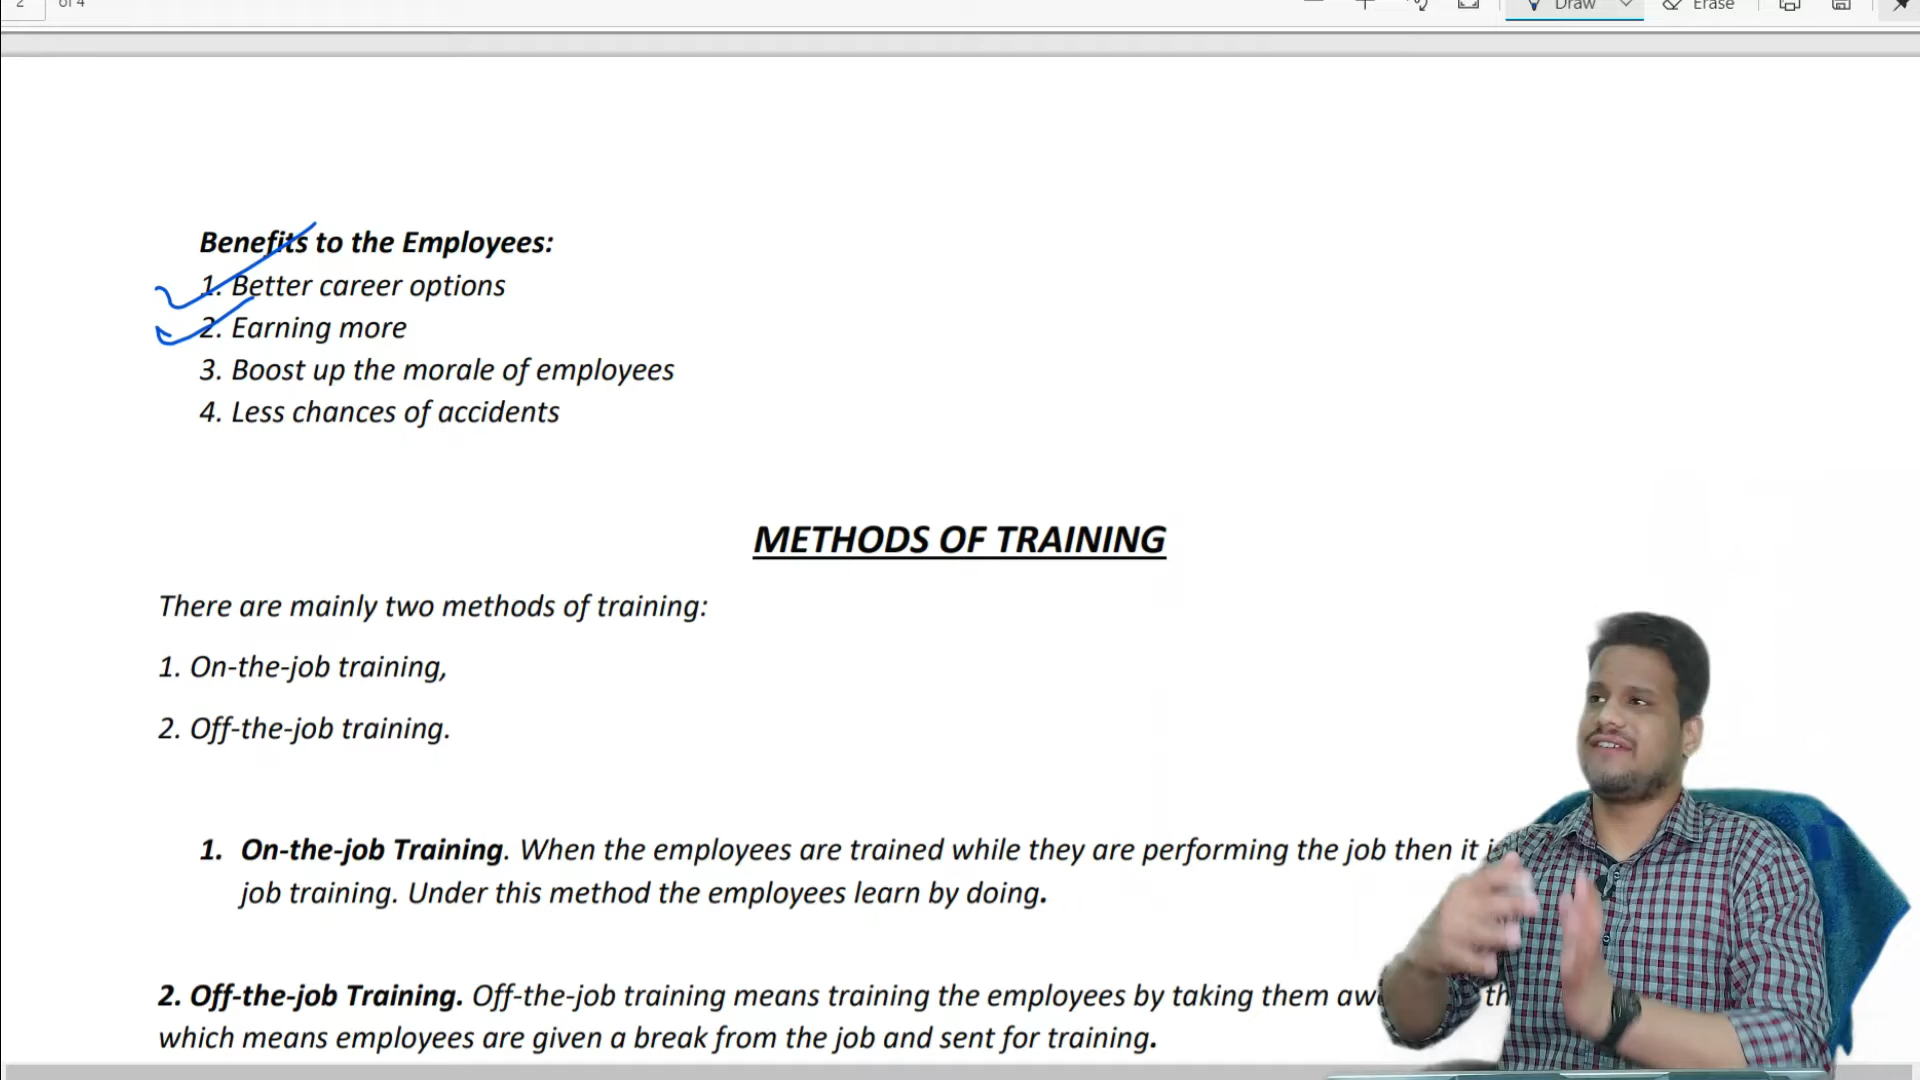 2 of 4
Draw
Erase
Benefits to the Employees:
1. Better career options
2. Earning more
3. Boost up the morale of employees
4. Less chances of accidents
METHODS OF TRAINING
There are mainly two methods of training:
1. On-the-job training,
2. Off-the-job training.
1. On-the-job Training. When the employees are trained while they are performing the job then it
job training. Under this method the employees learn by doing.
2. Off-the-job Training. Off-the-job training means training the employees by taking them
which means employees are given a break from the job and sent for training.